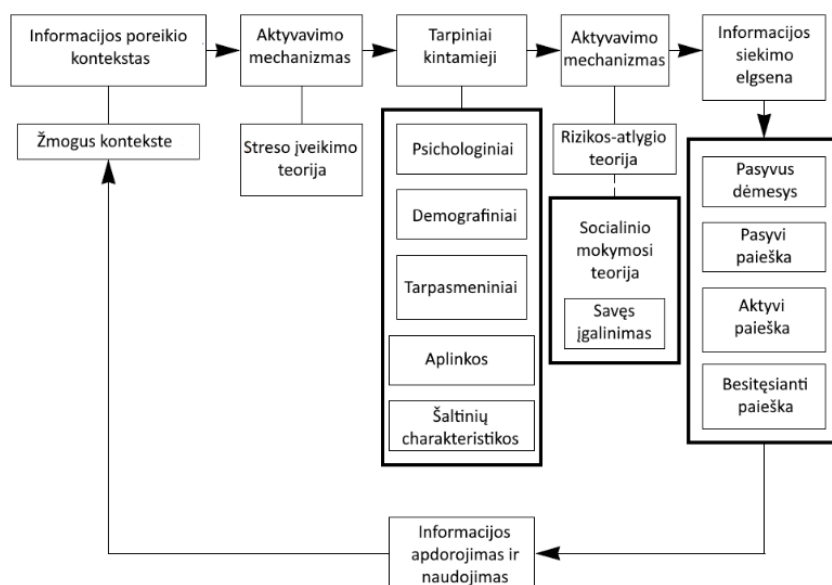 Informacijos poreikio
kontekstas
Aktyvavimo
mechanizmas
Tarpiniai
kintamieji
Aktyvavimo
mechanizmas
Informacijos
siekimo
elgsena
Žmogus kontekste
Streso įveikimo
teorija
Psichologiniai
Demografiniai
Tarpasmeniniai
Aplinkos
Šaltinių
charakteristikos
Rizikos-atlygio
teorija
Socialinio
mokymosi
teorija
Savęs
įgalinimas
Pasyvus
dėmesys
Pasyvi
paieška
Aktyvi
paieška
Besitęsianti
paieška
Informacijos
apdorojimas ir
naudojimas